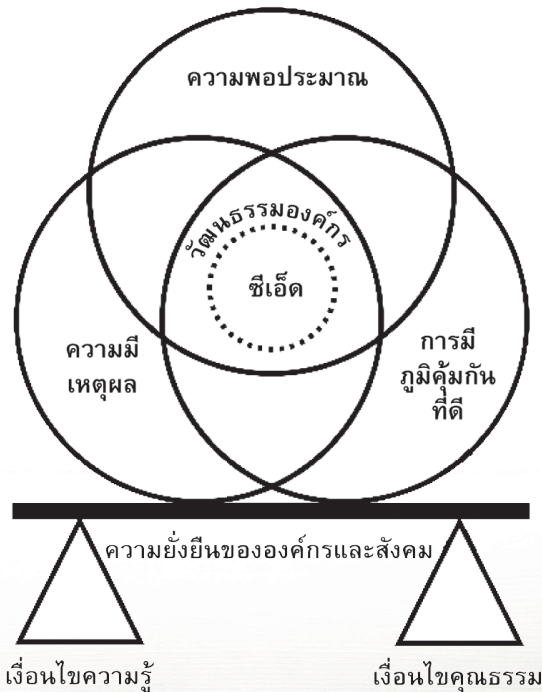 ความพอประมาณ
วัฒนธรรมองค์กร
ซีเอ็ด
ความมี
เหตุผล
การมี
ภูมิคุ้มกัน
ที่ดี
ความยั่งยืนขององค์กรและสังคม
เงื่อนไขความรู้
เงื่อนไขคุณธรรม